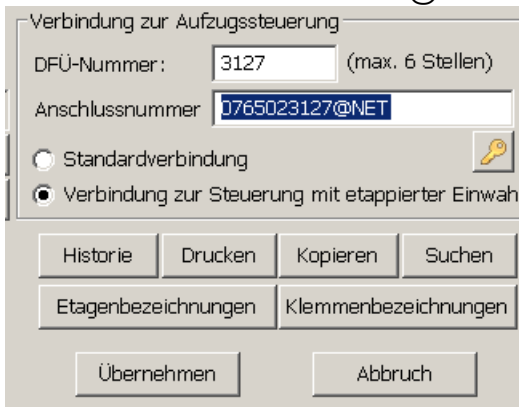 Verbindung zur Aufzugssteuerung
DFÜ-Nummer: 3127 (max. 6 Stellen)
Anschlussnummer 0765023127@NET
Standardverbindung
Verbindung zur Steuerung mit etappierter Einwah
Historie Drucken Kopieren Suchen
Etagenbezeichnungen Klemmenbezeichnungen
Übernehmen Abbruch